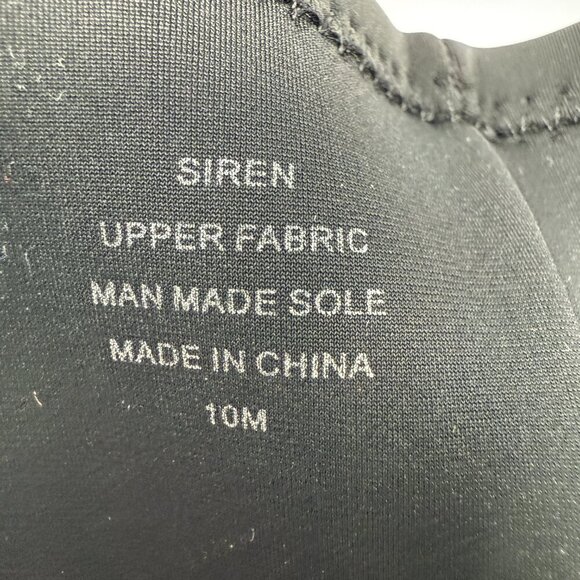 SIREN
UPPER FABRIC
MAN MADE SOLE
MADE IN CHINA
10M